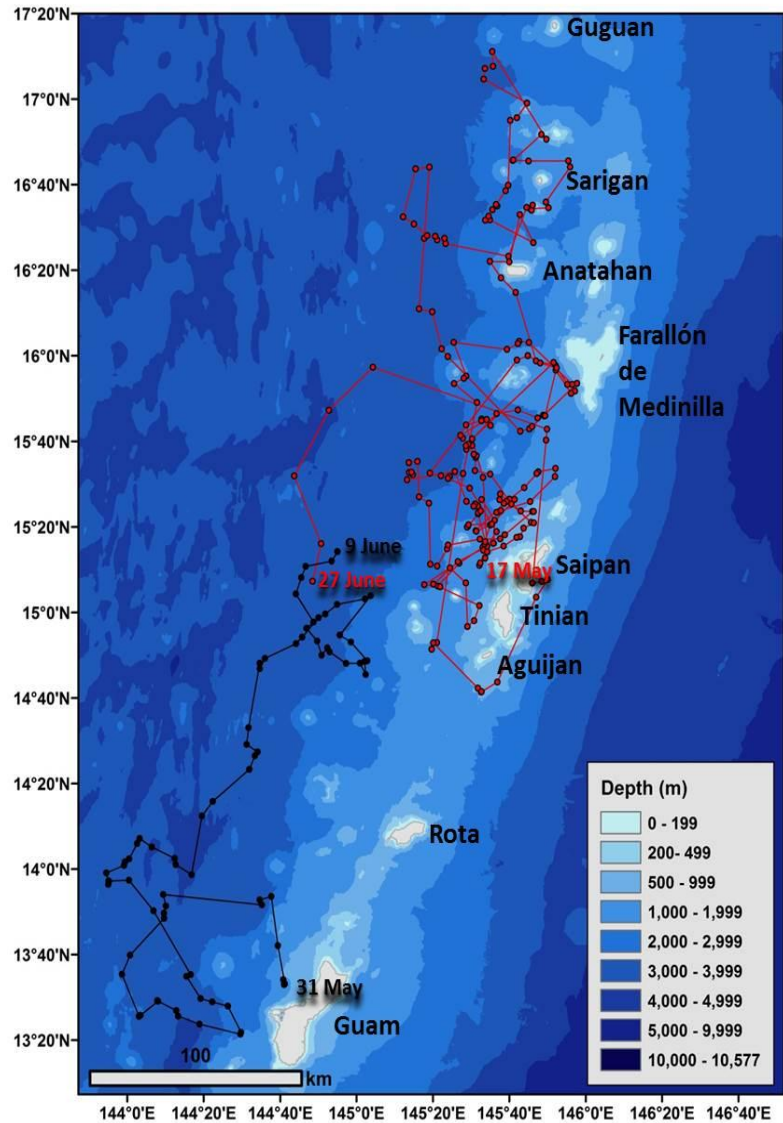 17°20'N
17°0'N
16°40'N
16°20'N
16°0'N
15°40'N
15°20'N
15°0'N
14°40'N
14°20'N
14°0'N
13°40'N
13°20'N
Guguan
Sarigan
Anatahan
Farallón
de
Medinilla
9 June
27 June
17 May
Saipan
Tinian
Aguijan
Rota
31 May
Guam
100
km
Depth (m)
0 - 199
200- 499
500 - 999
1,000 - 1,999
2,000 - 2,999
3,000 - 3,999
4,000 - 4,999
5,000 - 9,999
10,000 - 10,577
144°0'E 144°20'E 144°40'E 145°0'E 145°20'E 145°40'E 146°0'E 146°20'E 146°40'E